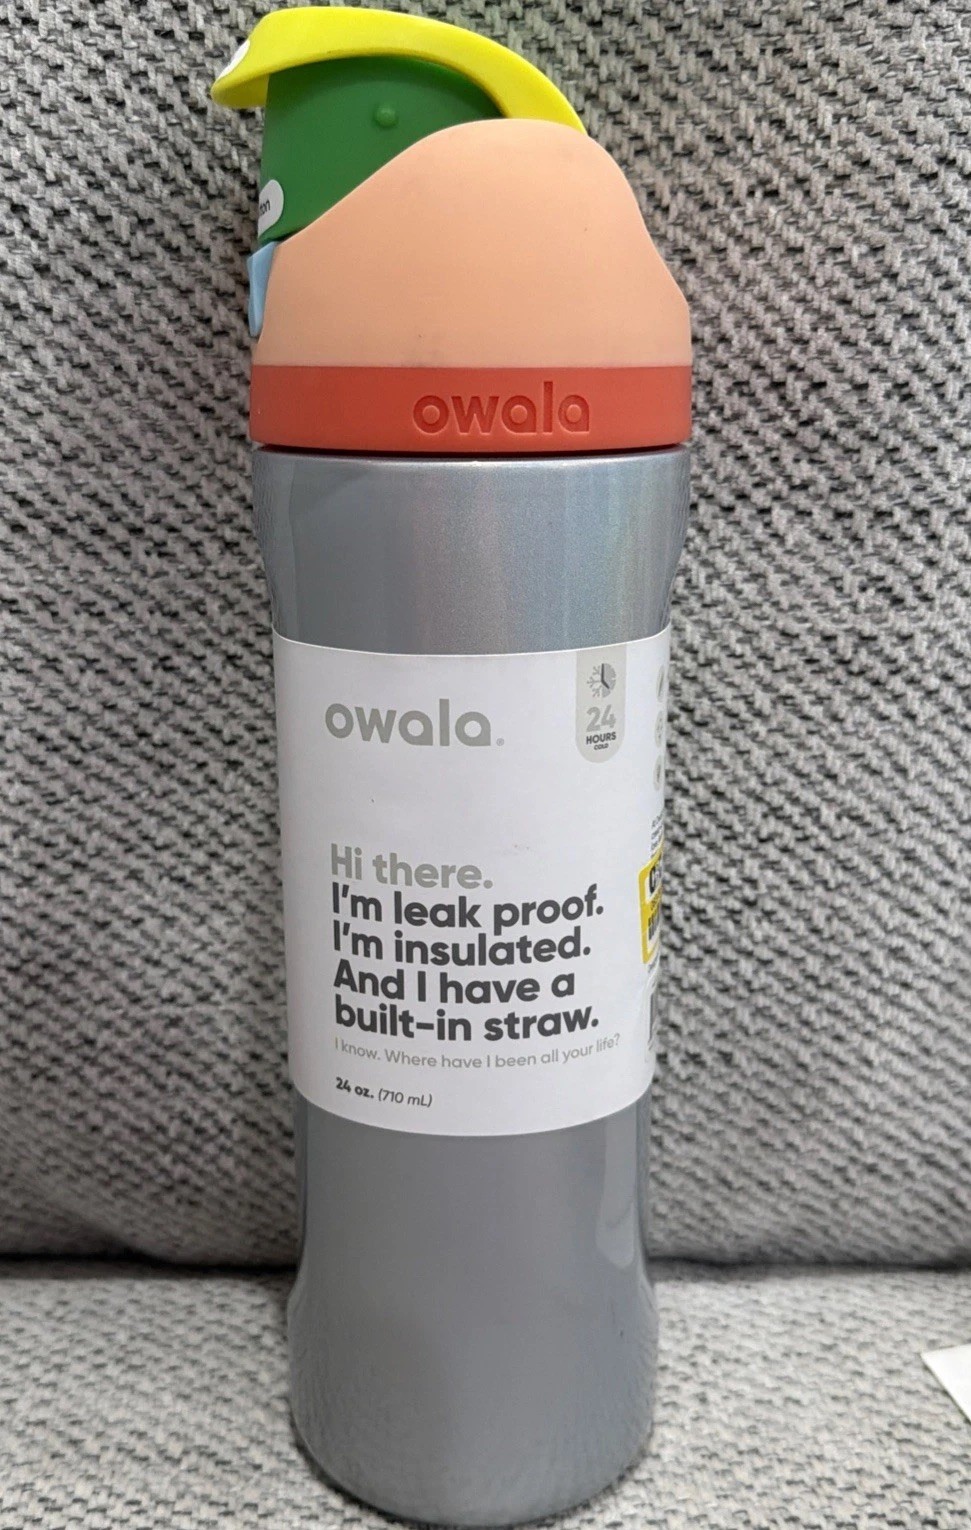 owala
owala®
24
HOURS
COLD
Hi there.
I'm leak proof.
I'm insulated.
And I have a
built-in straw.
I know. Where have I been all your life?
24 oz. (710 mL)